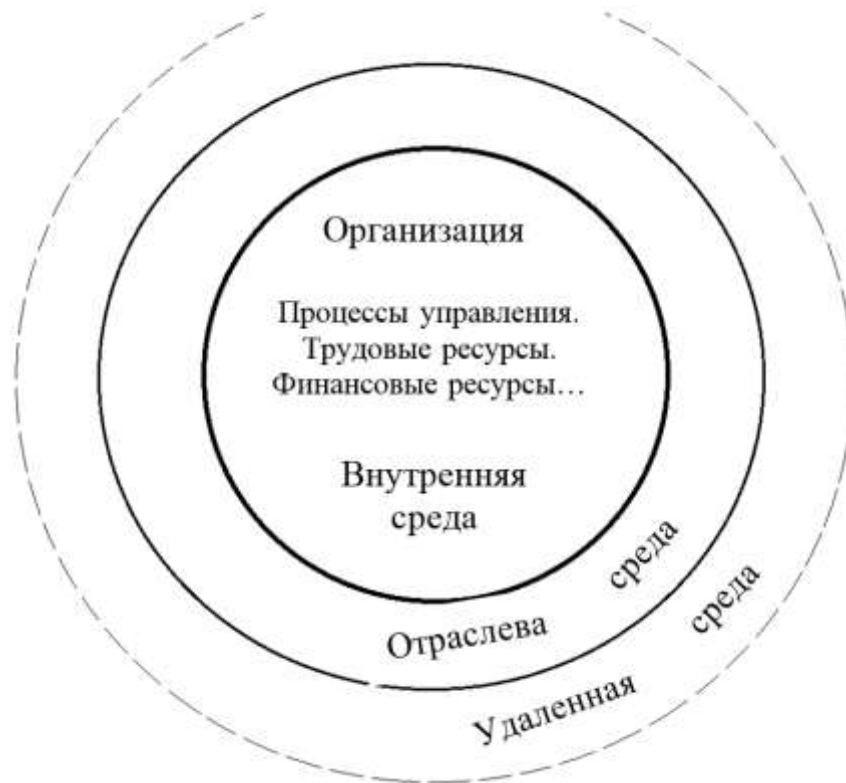 Организация
Процессы управления.
Трудовые ресурсы.
Финансовые ресурсы…
Внутренняя
среда
Отраслева среда
Удаленная среда